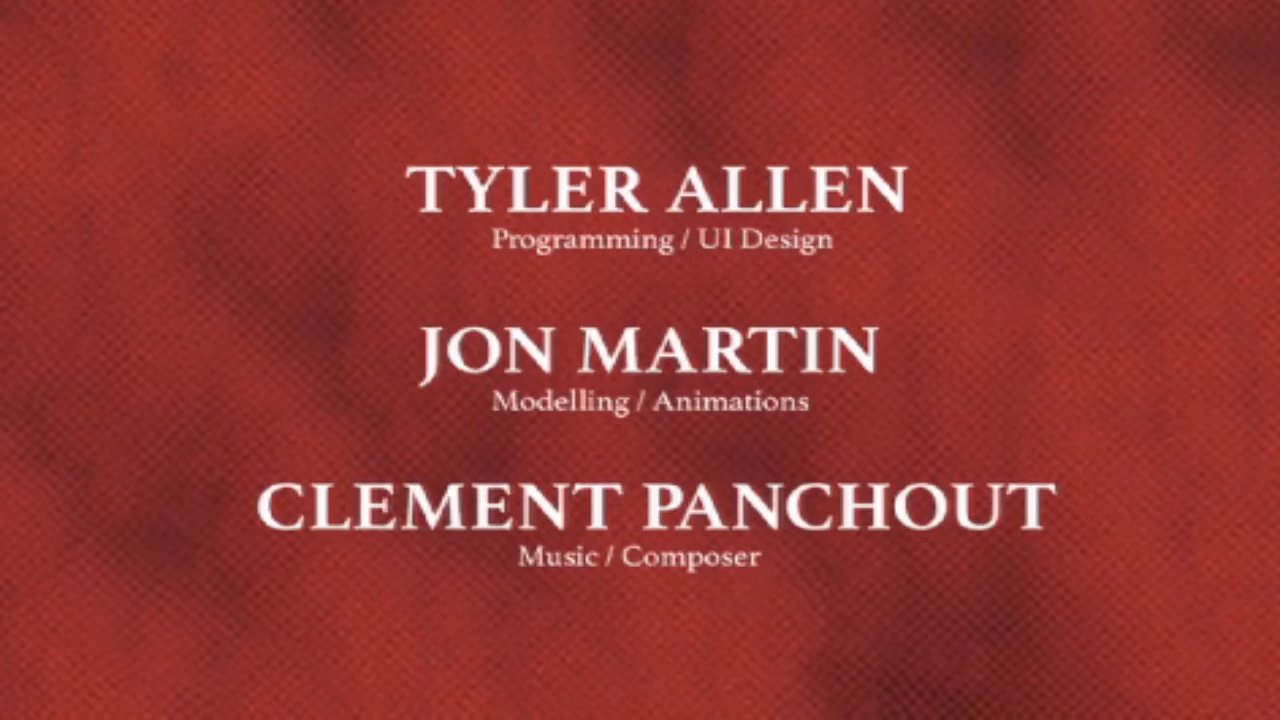 TYLER ALLEN
Programming / UI Design
JON MARTIN
Modelling / Animations
CLEMENT PANCHOUT
Music / Composer